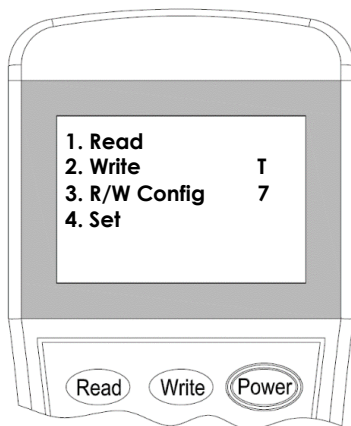 1. Read
2. Write T
3. R/W Config 7
4. Set
Read Write Power